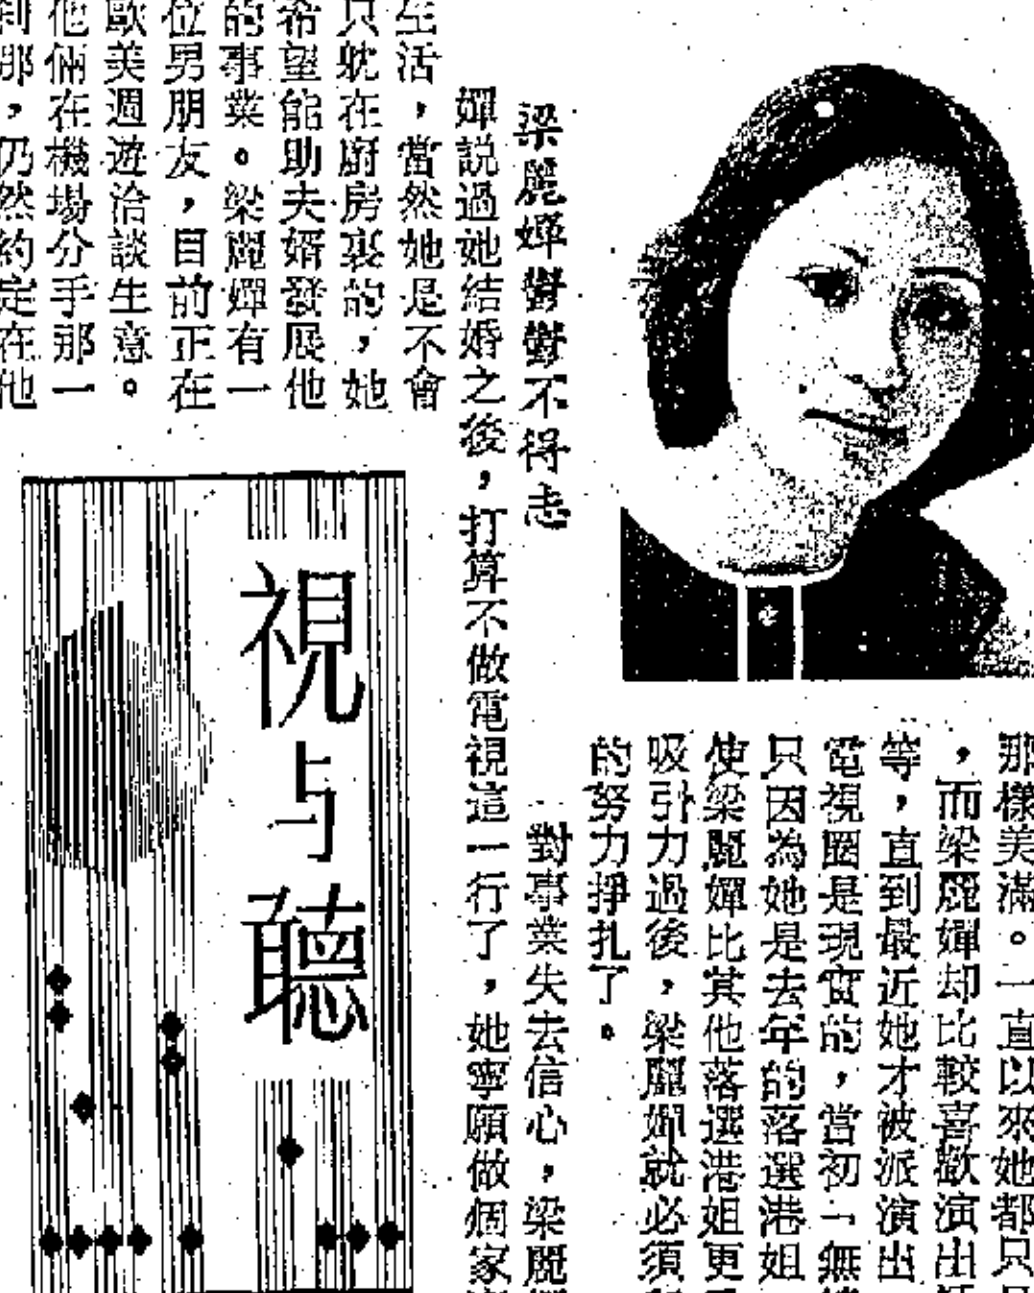 那樣美滿。一直以來她都只
，而梁麗嬋却比較喜歡演出
等，直到最近她才被派演出
電視圈是現實的，當初「無
只因為她是去年的落選港姐
使梁麗嬋比其他落選港姐更
吸引力過後，梁麗嬋就必須
的努力掙扎了。
梁麗嬋鬱鬱不得志
對事業失去信心，梁麗
嬋説過她結婚之後，打算不做電視這一行了，她寧願做個家
生活，當然她是不會
只躭在廚房裏的，她
希望能助夫婿發展他
的事業。梁麗嬋有一
位男朋友，目前正在
歐美週遊洽談生意。
他倆在機場分手那一
到那，仍然約定在他
視与聽